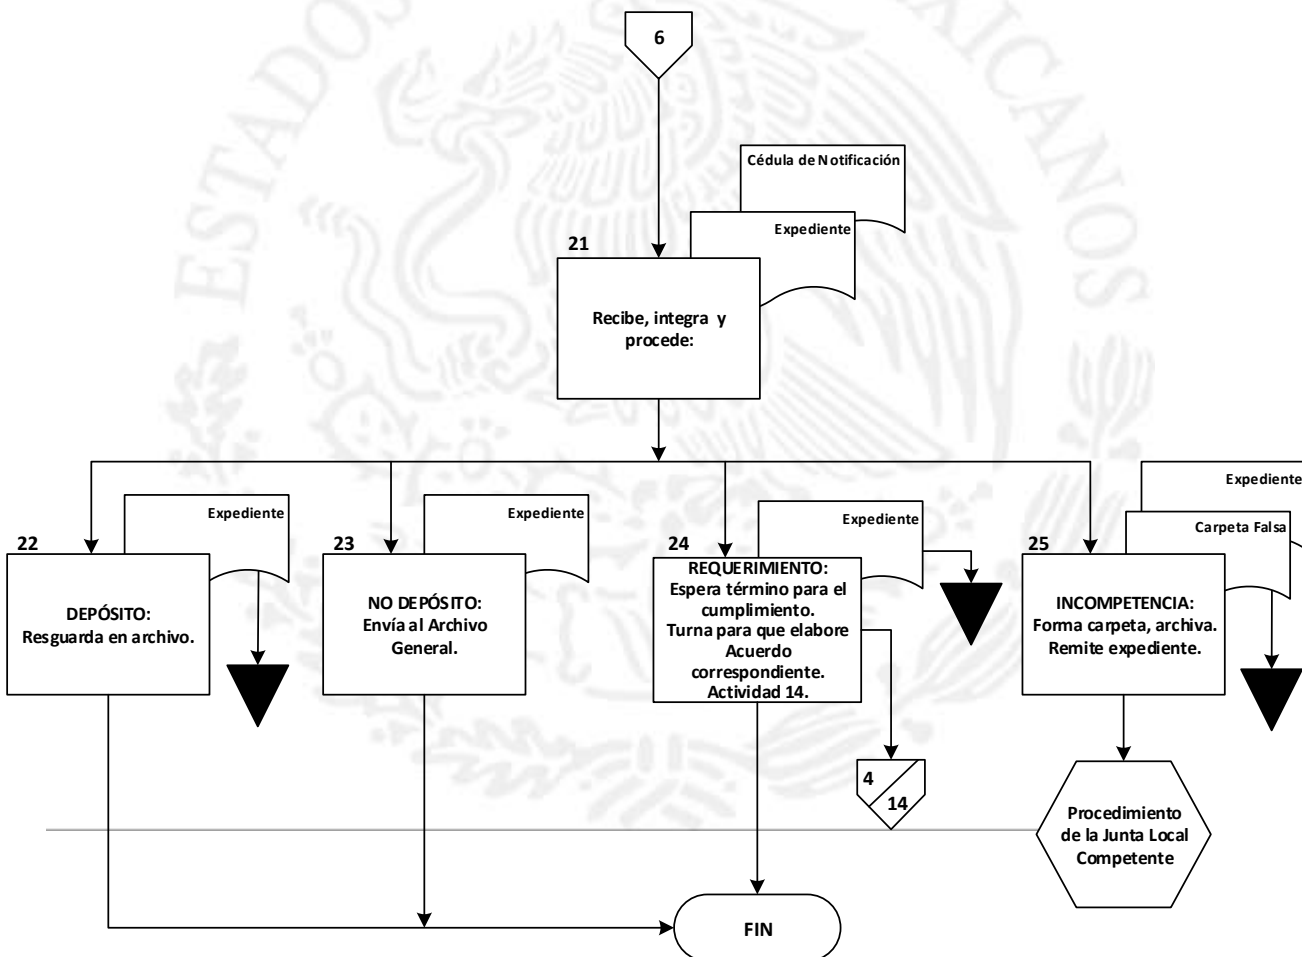 ESTADOS
XICANOS
6
Cédula de Notificación
Expediente
21
Recibe, integra y
procede:
Expediente
Expediente
Expediente
Expediente
Carpeta Falsa
22
23
24
25
DEPÓSITO:
Resguarda en archivo.
NO DEPÓSITO:
Envía al Archivo
General.
REQUERIMIENTO:
Espera término para el
cumplimiento.
Turna para que elabore
Acuerdo
correspondiente.
Actividad 14.
INCOMPETENCIA:
Forma carpeta, archiva.
Remite expediente.
4
14
Procedimiento
de la Junta Local
Competente
FIN